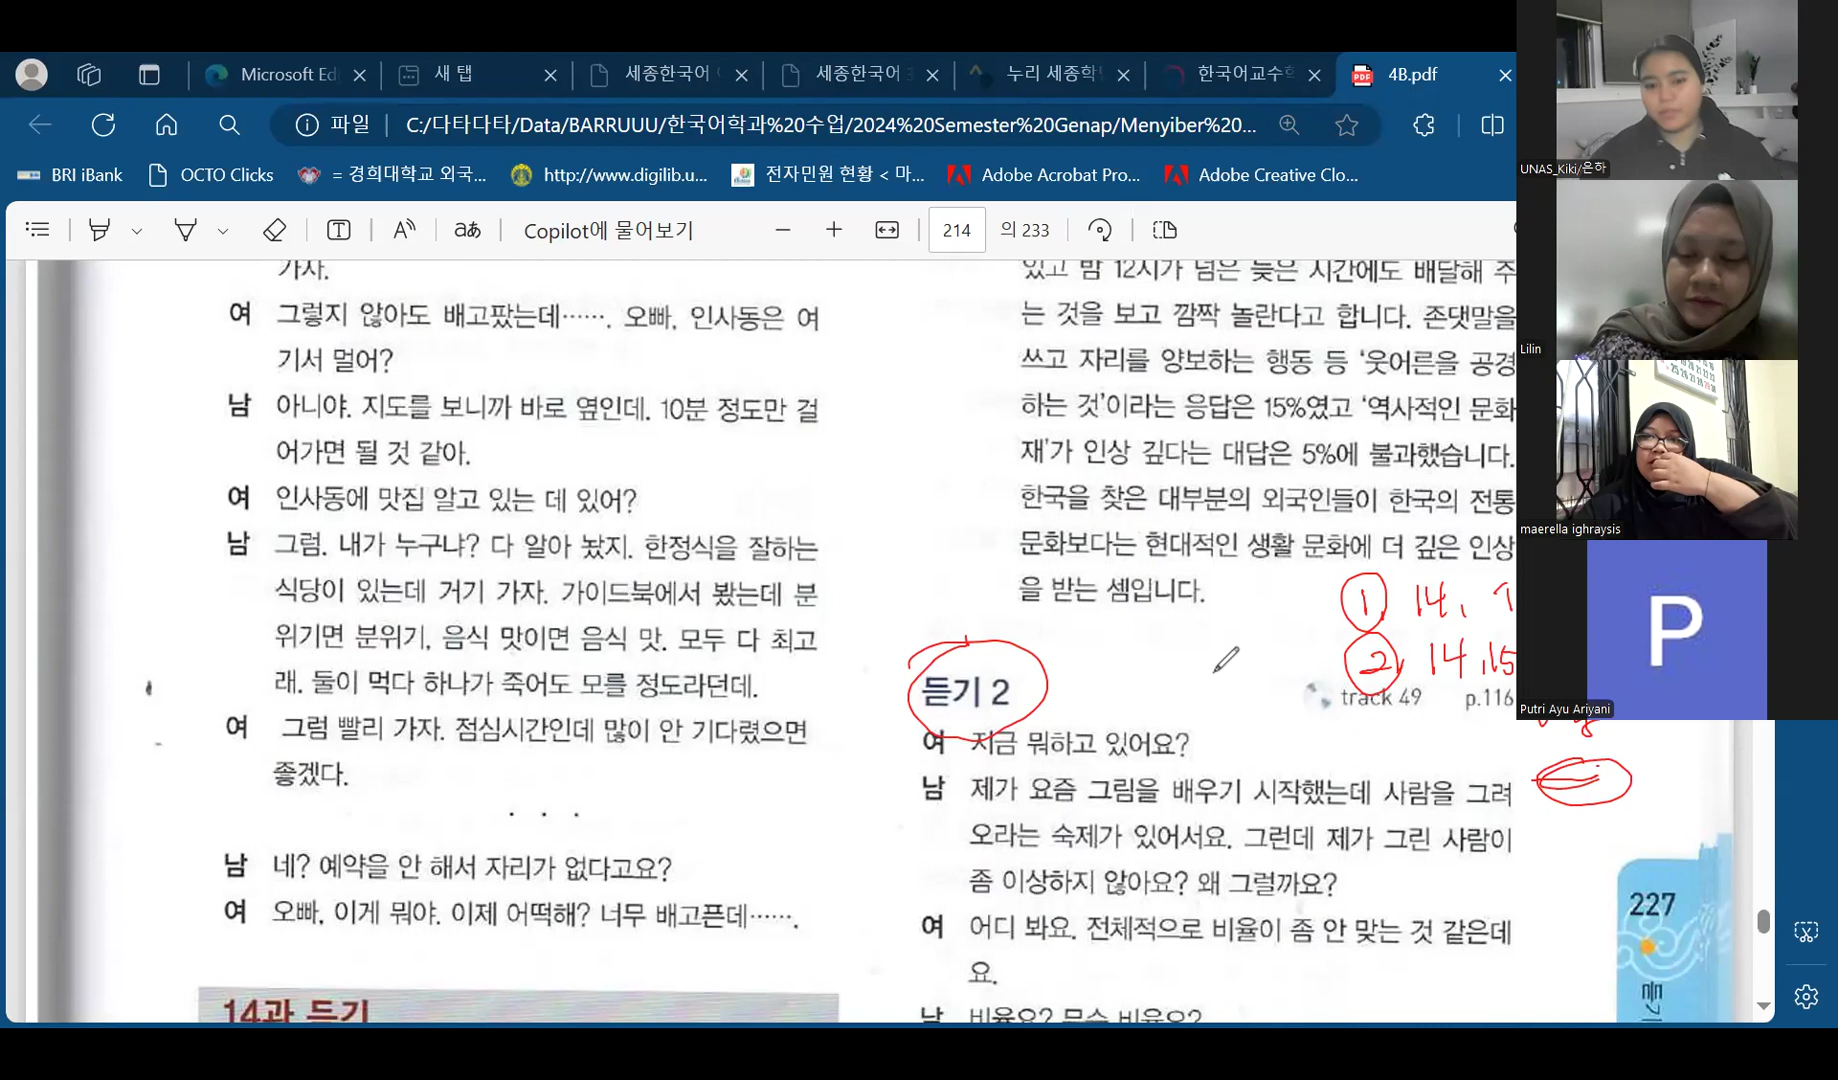 Microsoft Ed
새 탭
세종한국어
세종한국어
누리 세종학
한국어교수
4B.pdf
파일
C:/다타다타/Data/BARRUUU/한국어학과%20수업/2024%20Semester%20Genap/Menyiber%20...
BRI iBank
OCTO Clicks
= 경희대학교 외국...
http://www.digilib.u...
전자민원 현황 < 마...
Adobe Acrobat Pro...
Adobe Creative Clo...
Copilot에 물어보기
214 의 233
가자.
여 그렇지 않아도 배고팠는데……. 오빠, 인사동은 여
기서 멀어?
남 아니야. 지도를 보니까 바로 옆인데. 10분 정도만 걸
어가면 될 것 같아.
여 인사동에 맛집 알고 있는 데 있어?
남 그럼. 내가 누구냐? 다 알아 놨지. 한정식을 잘하는
식당이 있는데 거기 가자. 가이드북에서 봤는데 분
위기면 분위기, 음식 맛이면 음식 맛. 모두 다 최고
래. 둘이 먹다 하나가 죽어도 모를 정도라던데.
여 그럼 빨리 가자. 점심시간인데 많이 안 기다렸으면
좋겠다.
. . .
남 네? 예약을 안 해서 자리가 없다고요?
여 오빠, 이게 뭐야. 이제 어떡해? 너무 배고픈데…….
14과 듣기
있고 밤 12시가 넘은 늦은 시간에도 배달해 주
는 것을 보고 깜짝 놀란다고 합니다. 존댓말을
쓰고 자리를 양보하는 행동 등 '웃어른을 공경
하는 것'이라는 응답은 15%였고 '역사적인 문화
재'가 인상 깊다는 대답은 5%에 불과했습니다.
한국을 찾은 대부분의 외국인들이 한국의 전통
문화보다는 현대적인 생활 문화에 더 깊은 인상
을 받는 셈입니다.
1, 14,
2, 14, 15
듣기 2
track 49 p.116
여 지금 뭐하고 있어요?
남 제가 요즘 그림을 배우기 시작했는데 사람을 그려
오라는 숙제가 있어서요. 그런데 제가 그린 사람이
좀 이상하지 않아요? 왜 그럴까요?
여 어디 봐요. 전체적으로 비율이 좀 안 맞는 것 같은데
요.
남 비율요? 무슨 비율요?
227
듣기
UNAS_Kiki/은하
Lilin
maerella ighraysis
P
Putri Ayu Ariyani